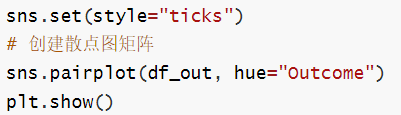 sns.set(style="ticks")
# 创建散点图矩阵
sns.pairplot(df_out, hue="Outcome")
plt.show()